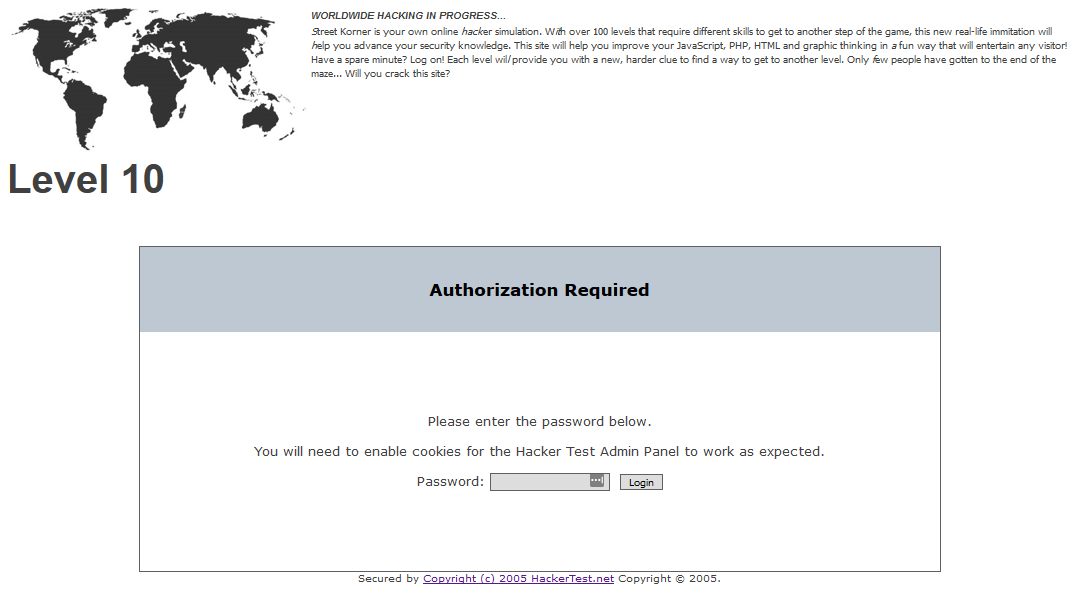 WORLDWIDE HACKING IN PROGRESS...
Street Korner is your own online hacker simulation. With over 100 levels that require different skills to get to another step of the game, this new real-life immitation will
help you advance your security knowledge. This site will help you improve your JavaScript, PHP, HTML and graphic thinking in a fun way that will entertain any visitor!
Have a spare minute? Log on! Each level will provide you with a new, harder clue to find a way to get to another level. Only few people have gotten to the end of the
maze... Will you crack this site?
Level 10
Authorization Required
Please enter the password below.
You will need to enable cookies for the Hacker Test Admin Panel to work as expected.
Password: Login
Secured by Copyright (c) 2005 HackerTest.net Copyright © 2005.